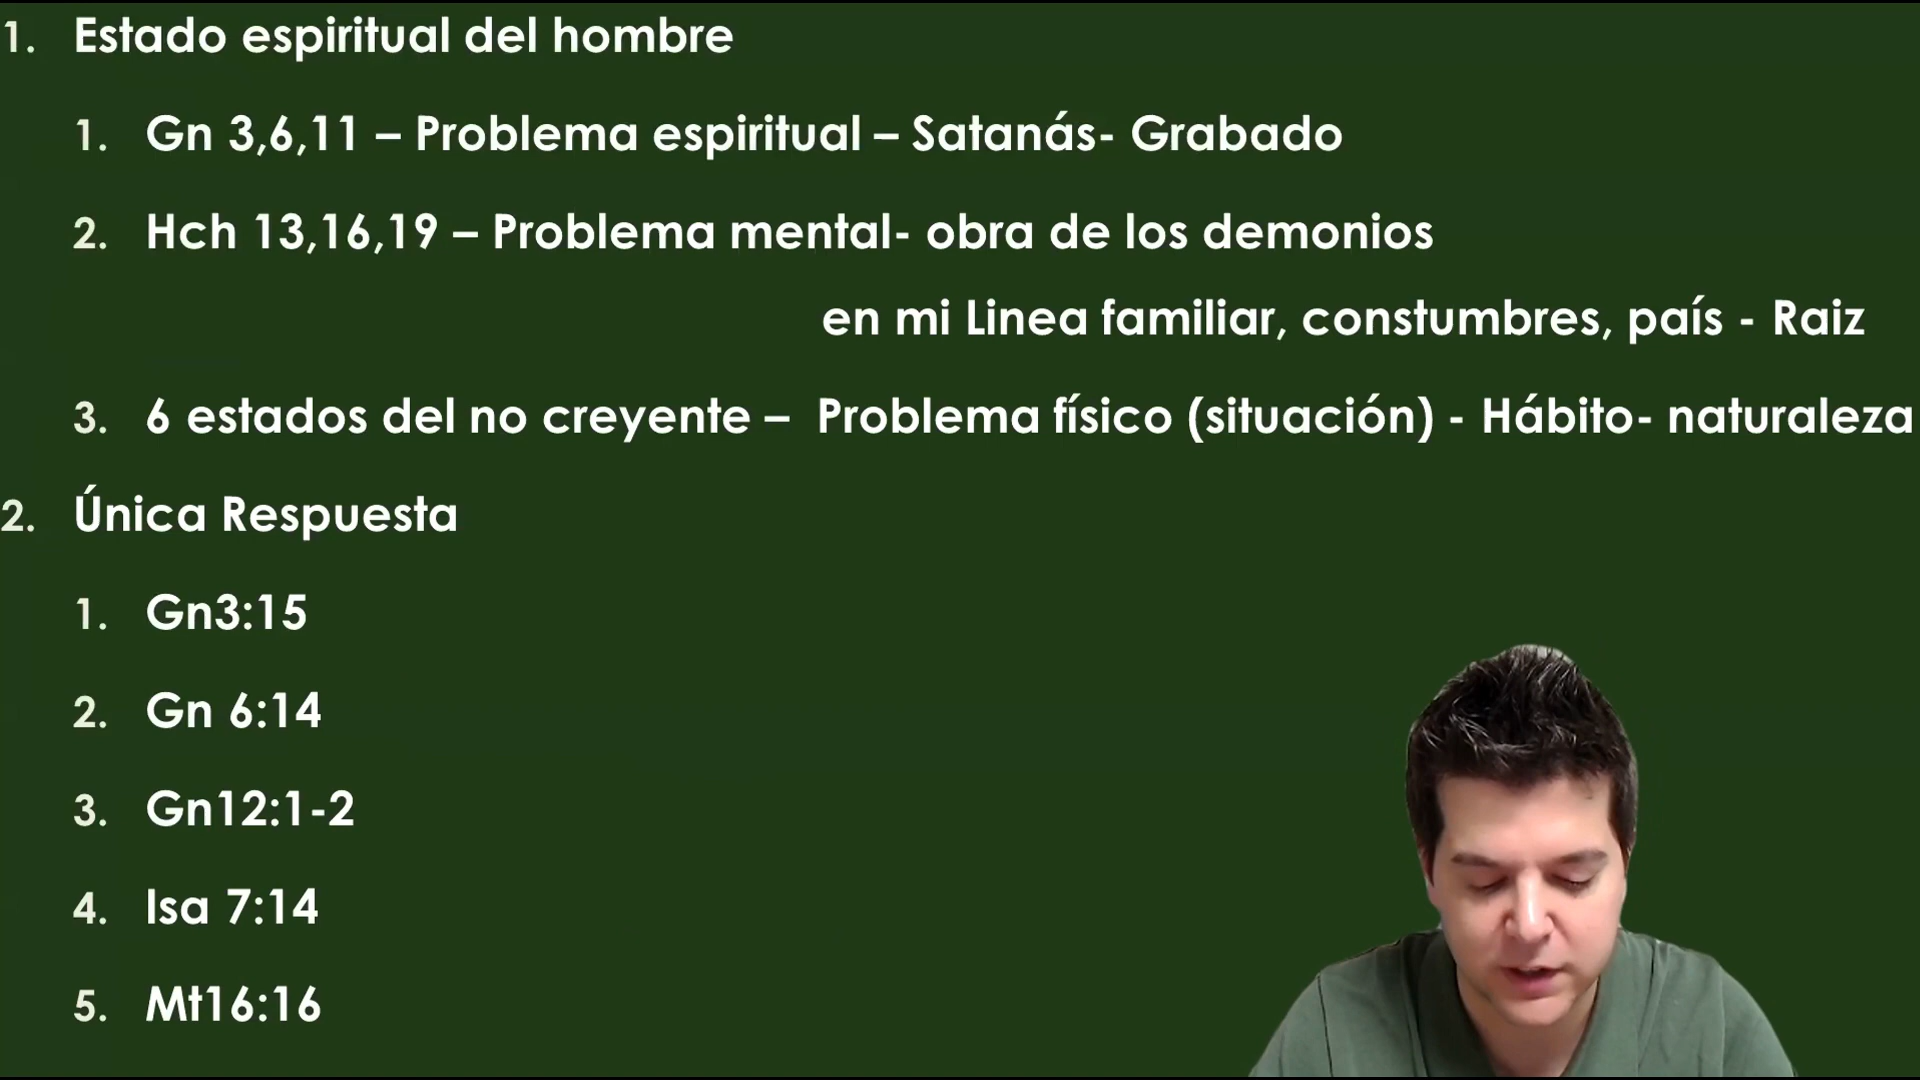 1. Estado espiritual del hombre
1. Gn 3,6,11 – Problema espiritual – Satanás- Grabado
2. Hch 13,16,19 – Problema mental- obra de los demonios
en mi Linea familiar, constumbres, país - Raiz
3. 6 estados del no creyente – Problema físico (situación) - Hábito- naturaleza
2. Única Respuesta
1. Gn3:15
2. Gn 6:14
3. Gn12:1-2
4. Isa 7:14
5. Mt16:16